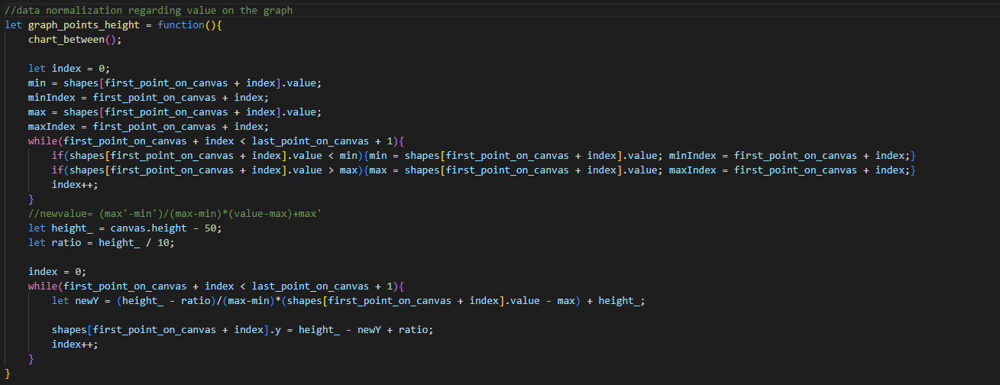 //data normalization regarding value on the graph
let graph_points_height = function(){
    chart_between();

    let index = 0;
    min = shapes[first_point_on_canvas + index].value;
    minIndex = first_point_on_canvas + index;
    max = shapes[first_point_on_canvas + index].value;
    maxIndex = first_point_on_canvas + index;
    while(first_point_on_canvas + index < last_point_on_canvas + 1){
        if(shapes[first_point_on_canvas + index].value < min){min = shapes[first_point_on_canvas + index].value; minIndex = first_point_on_canvas + index;}
        if(shapes[first_point_on_canvas + index].value > max){max = shapes[first_point_on_canvas + index].value; maxIndex = first_point_on_canvas + index;}
        index++;
    }
    //newvalue= (max'-min')/(max-min)*(value-max)+max'
    let height_ = canvas.height - 50;
    let ratio = height_ / 10;

    index = 0;
    while(first_point_on_canvas + index < last_point_on_canvas + 1){
        let newY = (height_ - ratio)/(max-min)*(shapes[first_point_on_canvas + index].value - max) + height_;

        shapes[first_point_on_canvas + index].y = height_ - newY + ratio;
        index++;
    }
}